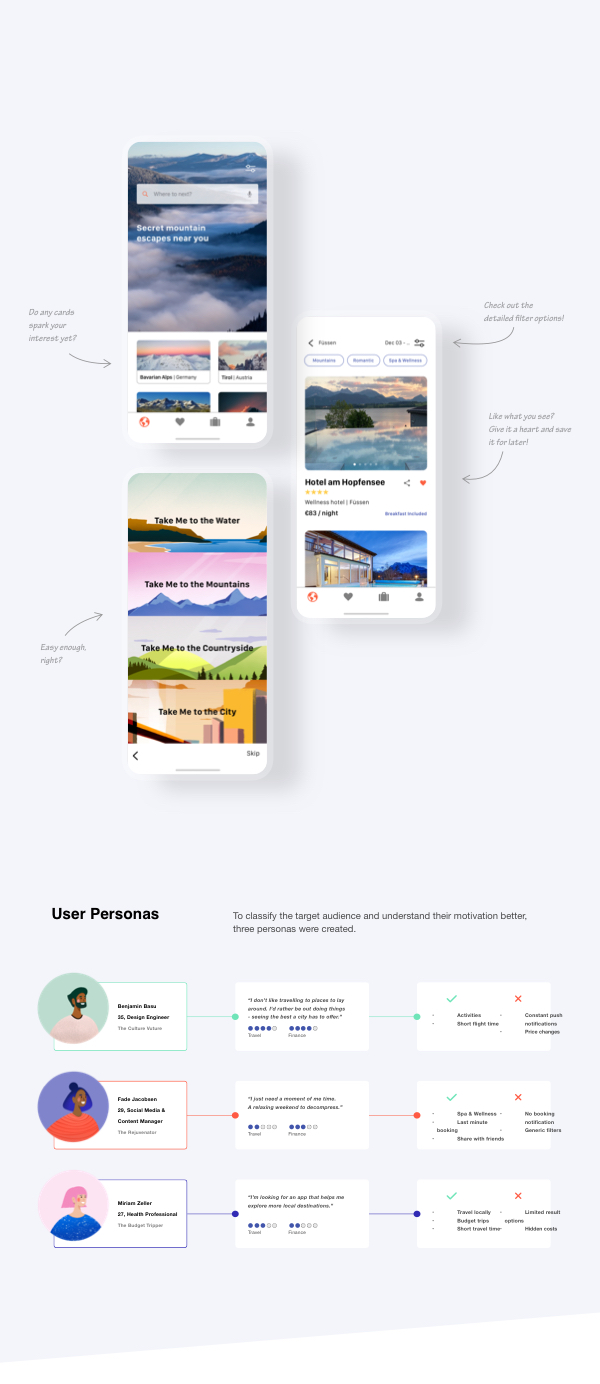 Where to next?
Secret mountain
escapes near you
Bavarian Alps | Germany
Tirol | Austria
Do any cards
spark your
interest yet?
Check out the
detailed filter options!
Füssen
Dec 03 - ..
Mountains
Romantic
Spa & Wellness
Like what you see?
Give it a heart and save
it for later!
Hotel am Hopfensee
Wellness hotel | Füssen
€83 / night
Breakfast included
Take Me to the Water
Take Me to the Mountains
Take Me to the Countryside
Take Me to the City
Skip
Easy enough,
right?
User Personas
To classify the target audience and understand their motivation better,
three personas were created.
Benjamin Basu
35, Design Engineer
The Culture Vulture
"I don't like travelling to places to lay
around. I'd rather be out doing things
- seeing the best a city has to offer."
Travel
Finance
- Activities
- Short flight time
- Constant push
notifications
- Price changes
Fade Jacobsen
29, Social Media &
Content Manager
The Rejuvenator
"I just need a moment of me time.
A relaxing weekend to decompress."
Travel
Finance
- Spa & Wellness
- Last minute
booking
- Share with friends
- No booking
notification
- Generic filters
Miriam Zeller
27, Health Professional
The Budget Tripper
"I'm looking for an app that helps me
explore more local destinations."
Travel
Finance
- Travel locally
- Budget trips
- Short travel time
- Limited result
options
- Hidden costs